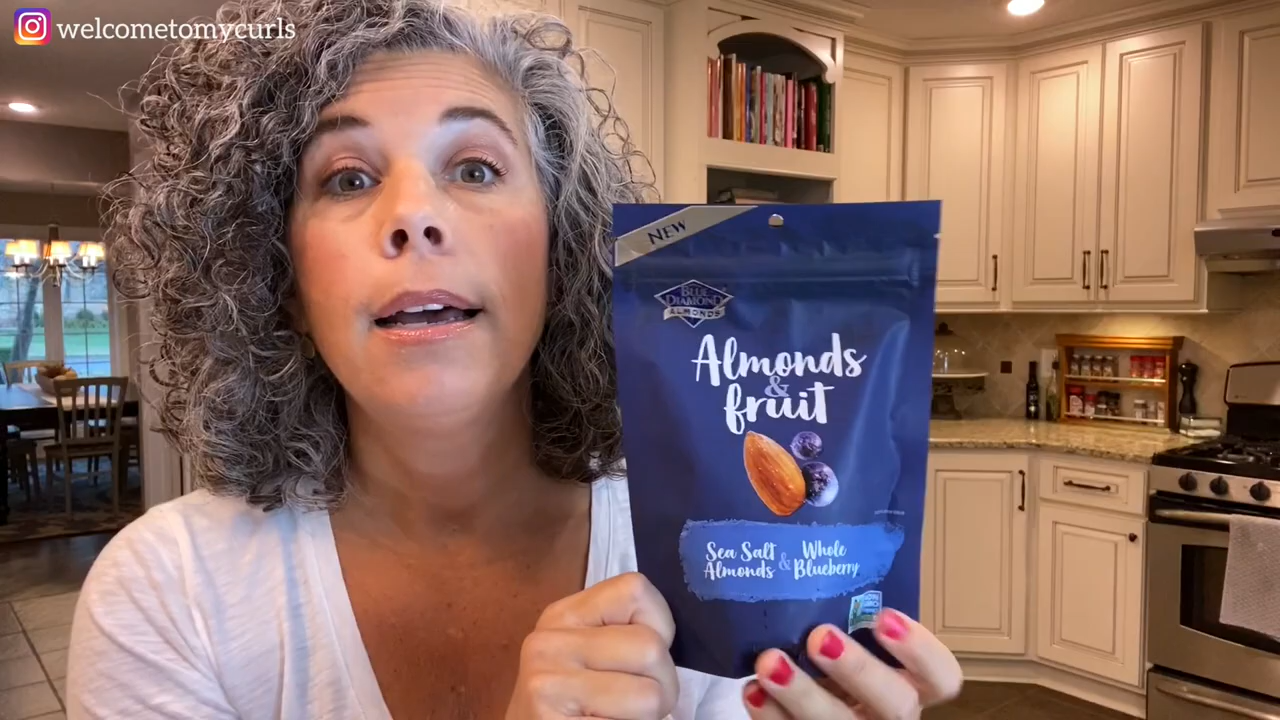 welcometomycurls
NEW
BLUE
DIAMOND
ALMONDS
Almonds
&
fruit
Sea Salt
Almonds
&
Whole
Blueberry